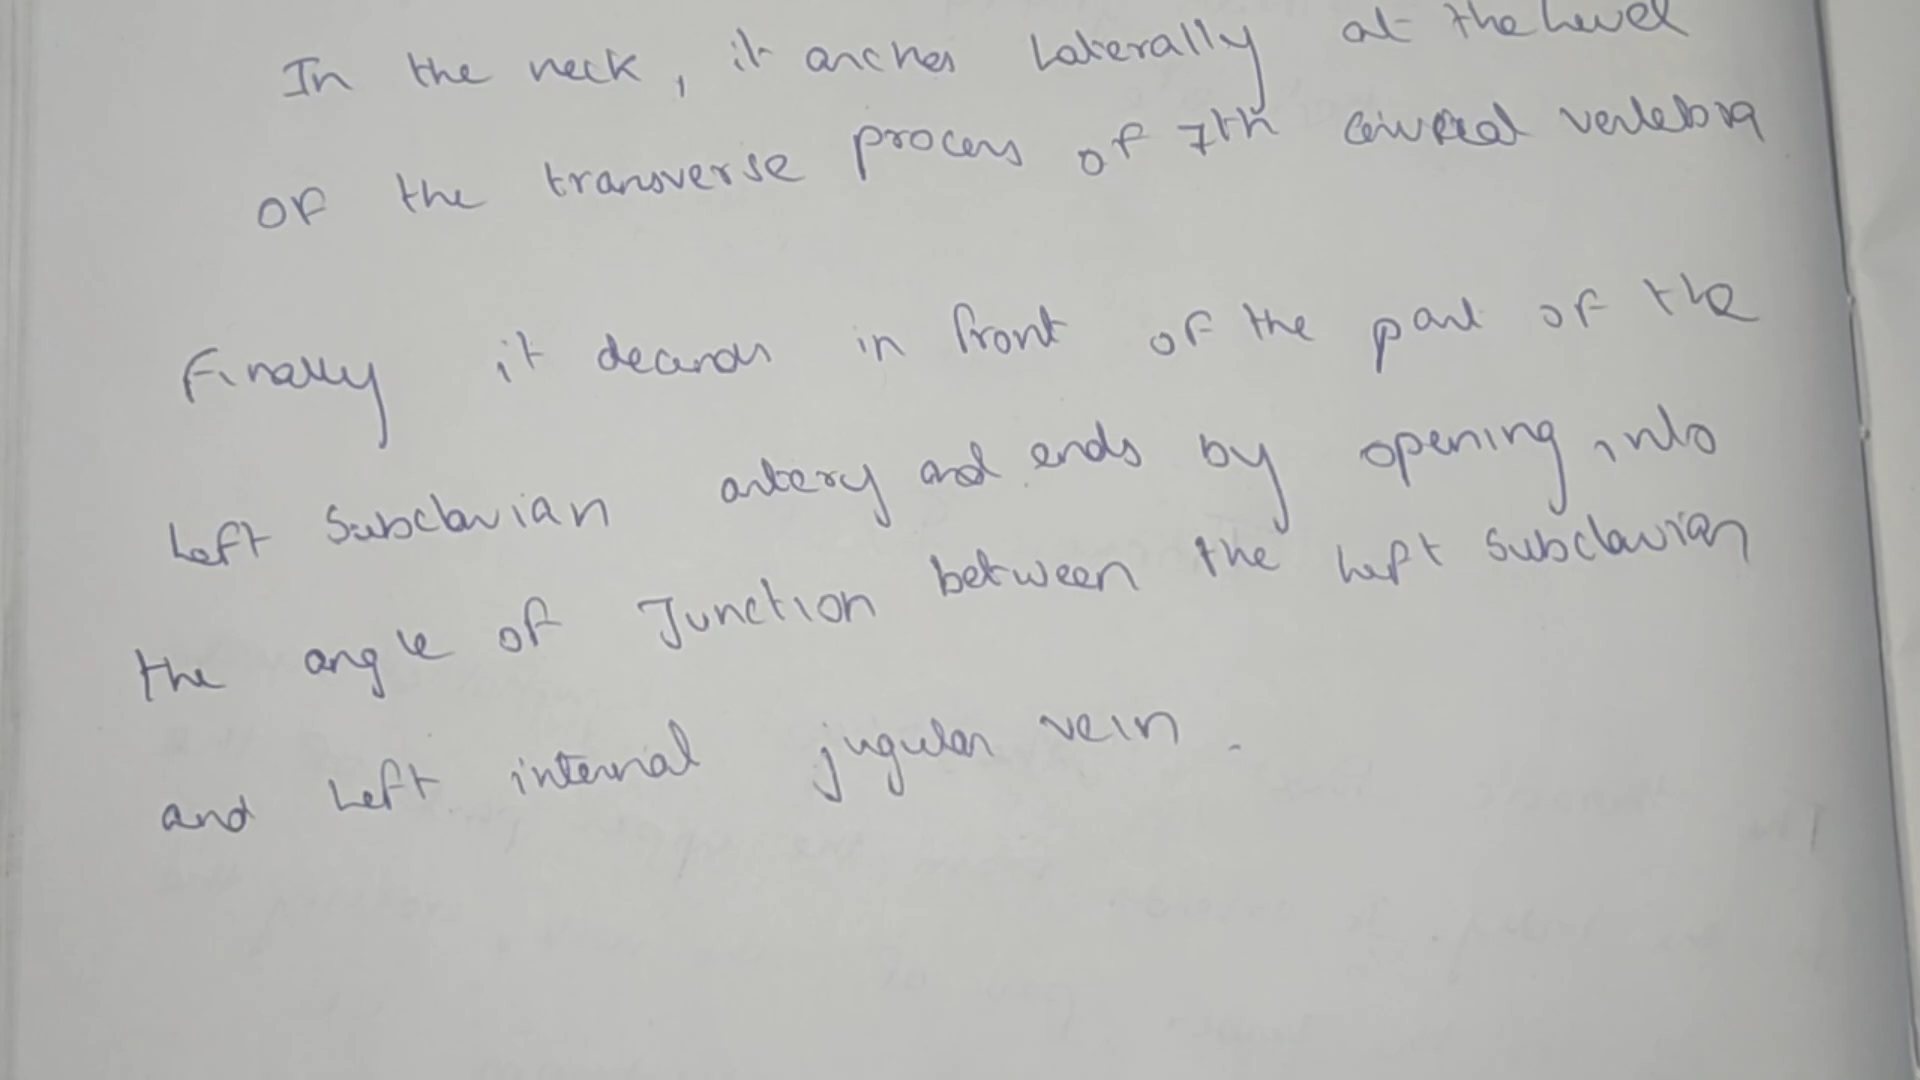 In the neck, it arches laterally at the level
of the transverse process of 7th cervical vertebra
Finally it decends in front of the part of the
left subclavian artery and ends by opening into
the angle of Junction between the left subclavian
and left internal jugular vein.